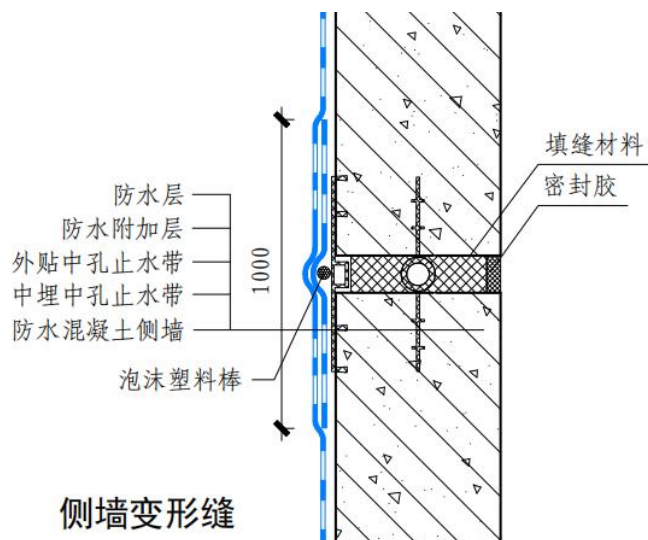 填缝材料
密封胶
防水层
防水附加层
外贴中孔止水带
中埋中孔止水带
防水混凝土侧墙
泡沫塑料棒
1000
侧墙变形缝